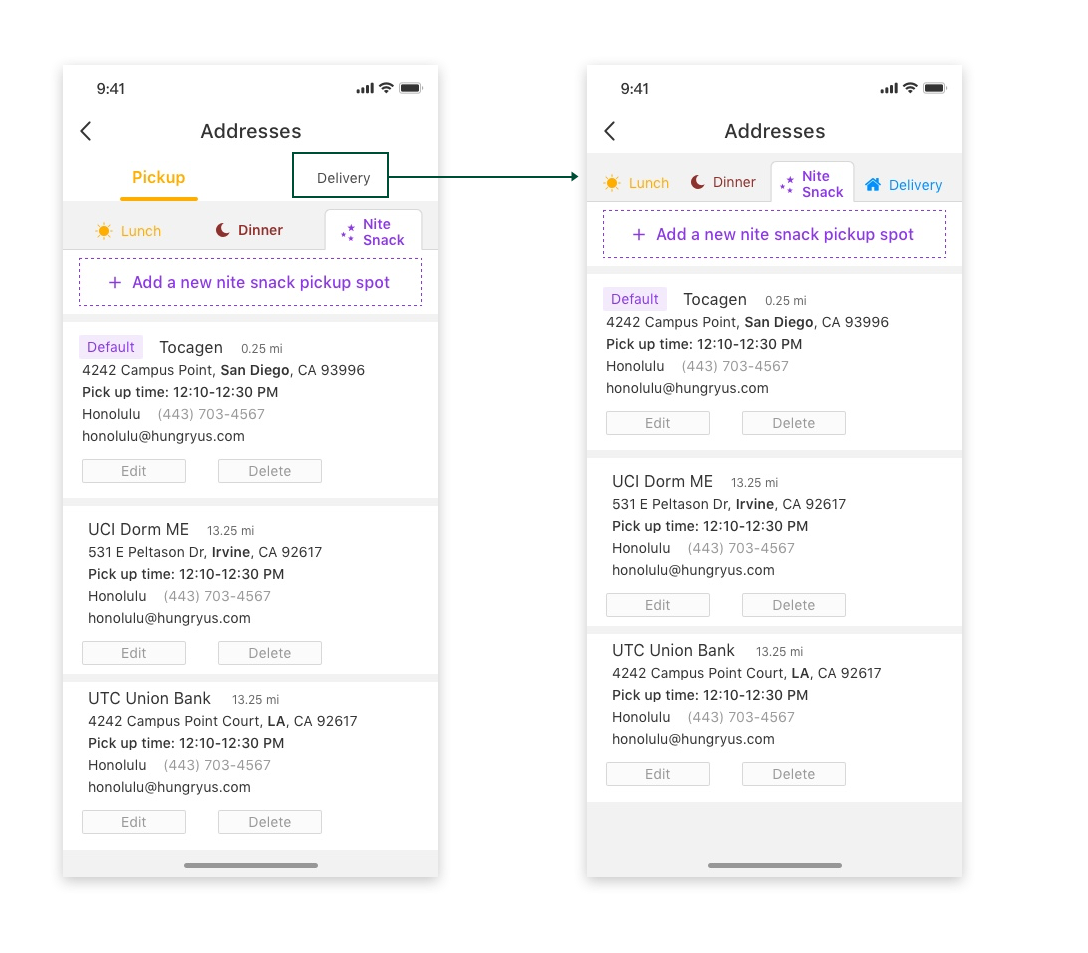 9:41
Addresses
Pickup
Delivery
Lunch
Dinner
Nite
Snack
+ Add a new nite snack pickup spot
Default Tocagen 0.25 mi
4242 Campus Point, San Diego, CA 93996
Pick up time: 12:10-12:30 PM
Honolulu (443) 703-4567
honolulu@hungryus.com
Edit Delete
UCI Dorm ME 13.25 mi
531 E Peltason Dr, Irvine, CA 92617
Pick up time: 12:10-12:30 PM
Honolulu (443) 703-4567
honolulu@hungryus.com
Edit Delete
UTC Union Bank 13.25 mi
4242 Campus Point Court, LA, CA 92617
Pick up time: 12:10-12:30 PM
Honolulu (443) 703-4567
honolulu@hungryus.com
Edit Delete
9:41
Addresses
Lunch
Dinner
Nite
Snack
Delivery
+ Add a new nite snack pickup spot
Default Tocagen 0.25 mi
4242 Campus Point, San Diego, CA 93996
Pick up time: 12:10-12:30 PM
Honolulu (443) 703-4567
honolulu@hungryus.com
Edit Delete
UCI Dorm ME 13.25 mi
531 E Peltason Dr, Irvine, CA 92617
Pick up time: 12:10-12:30 PM
Honolulu (443) 703-4567
honolulu@hungryus.com
Edit Delete
UTC Union Bank 13.25 mi
4242 Campus Point Court, LA, CA 92617
Pick up time: 12:10-12:30 PM
Honolulu (443) 703-4567
honolulu@hungryus.com
Edit Delete